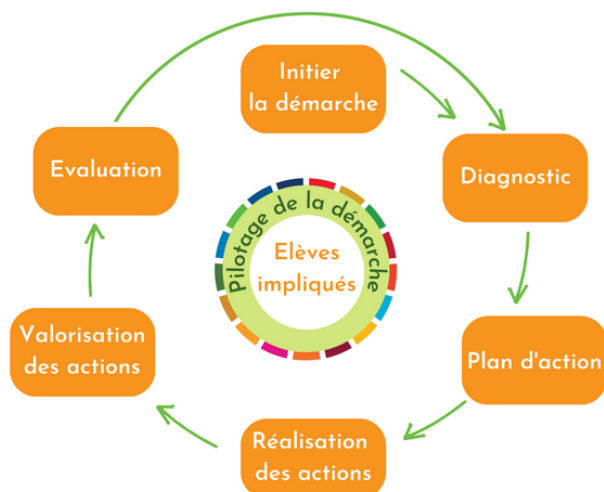 Initier
la démarche
Diagnostic
Plan d'action
Réalisation
des actions
Valorisation
des actions
Evaluation
Pilotage de la démarche
Elèves
impliqués